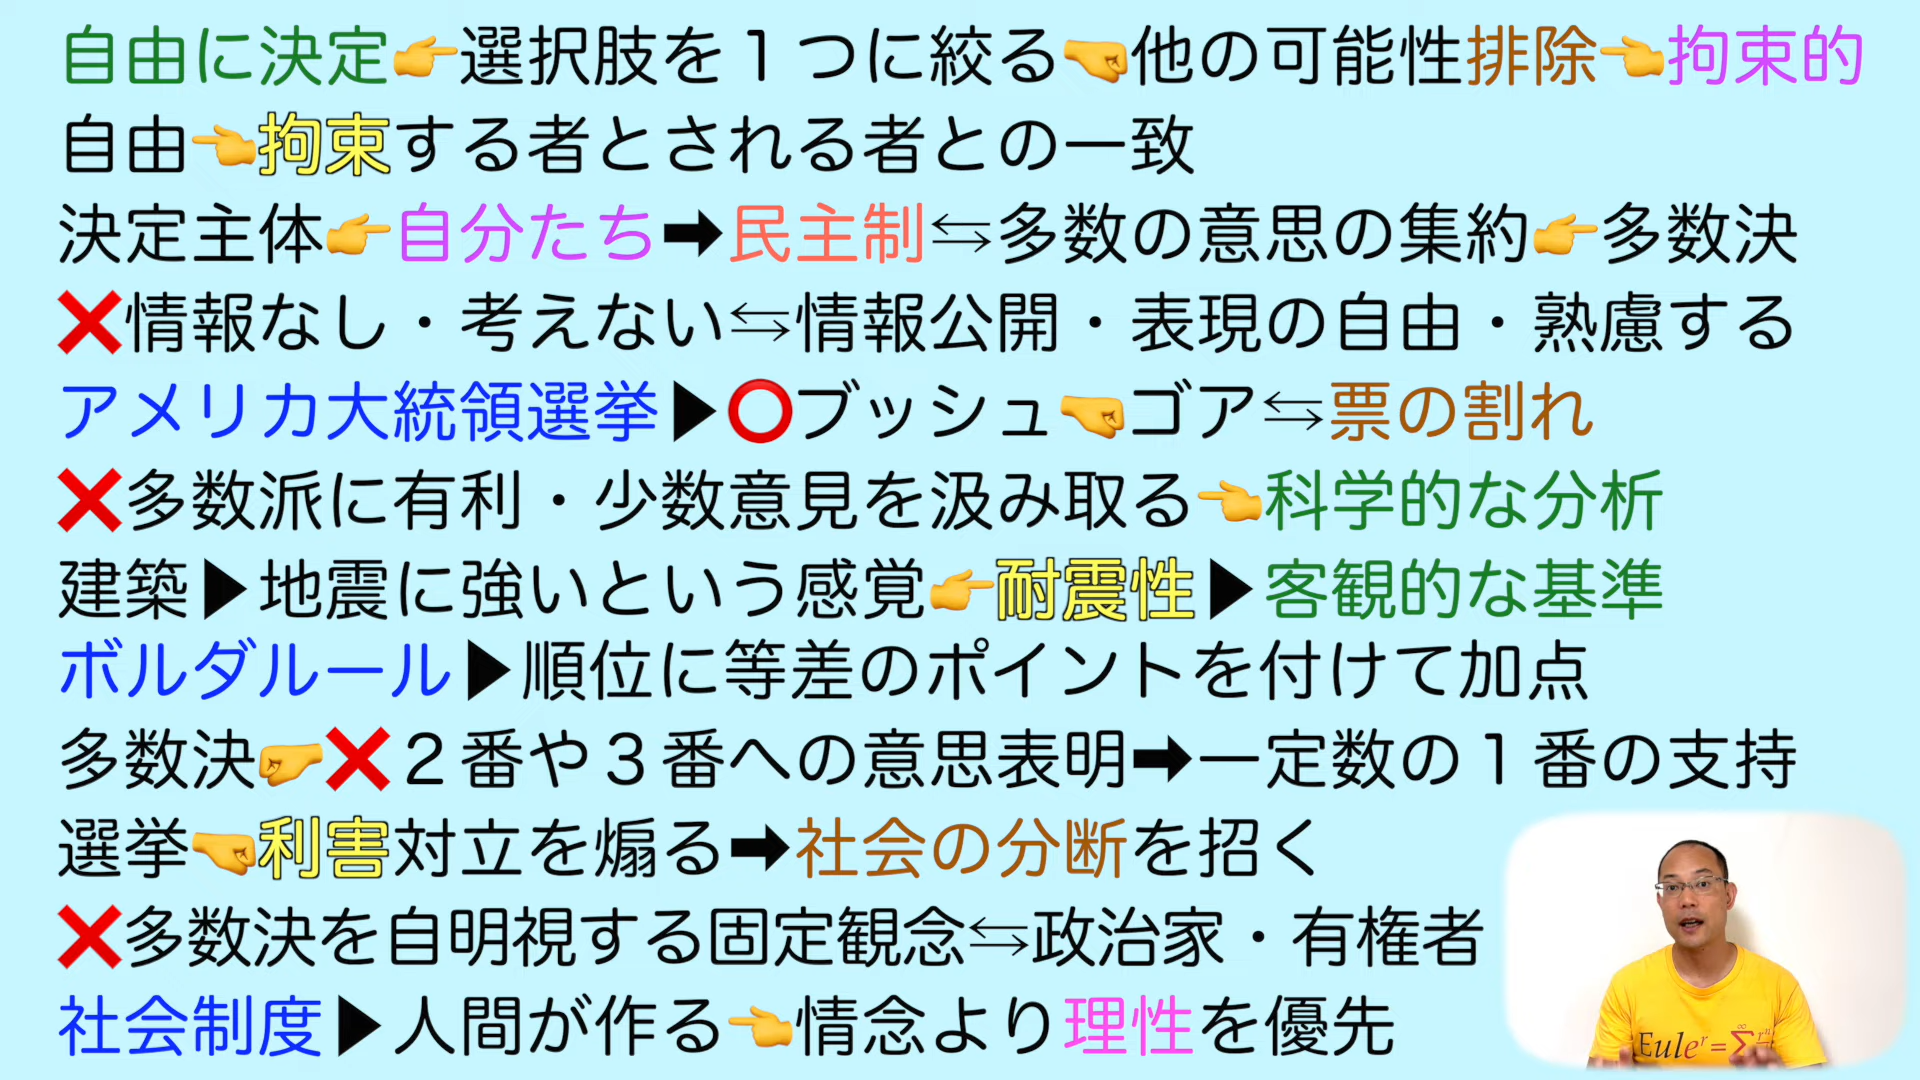 自由に決定👉選択肢を１つに絞る🤜他の可能性排除👈拘束的
自由👈拘束する者とされる者との一致
決定主体👉自分たち➡民主制⇆多数の意思の集約👉多数決
❌情報なし・考えない⇆情報公開・表現の自由・熟慮する
アメリカ大統領選挙▶⭕ブッシュ🤜ゴア⇆票の割れ
❌多数派に有利・少数意見を汲み取る👈科学的な分析
建築▶地震に強いという感覚👉耐震性▶客観的な基準
ボルダルール▶順位に等差のポイントを付けて加点
多数決🤛❌２番や３番への意思表明➡一定数の１番の支持
選挙🤜利害対立を煽る➡社会の分断を招く
❌多数決を自明視する固定観念⇆政治家・有権者
社会制度▶人間が作る👈情念より理性を優先